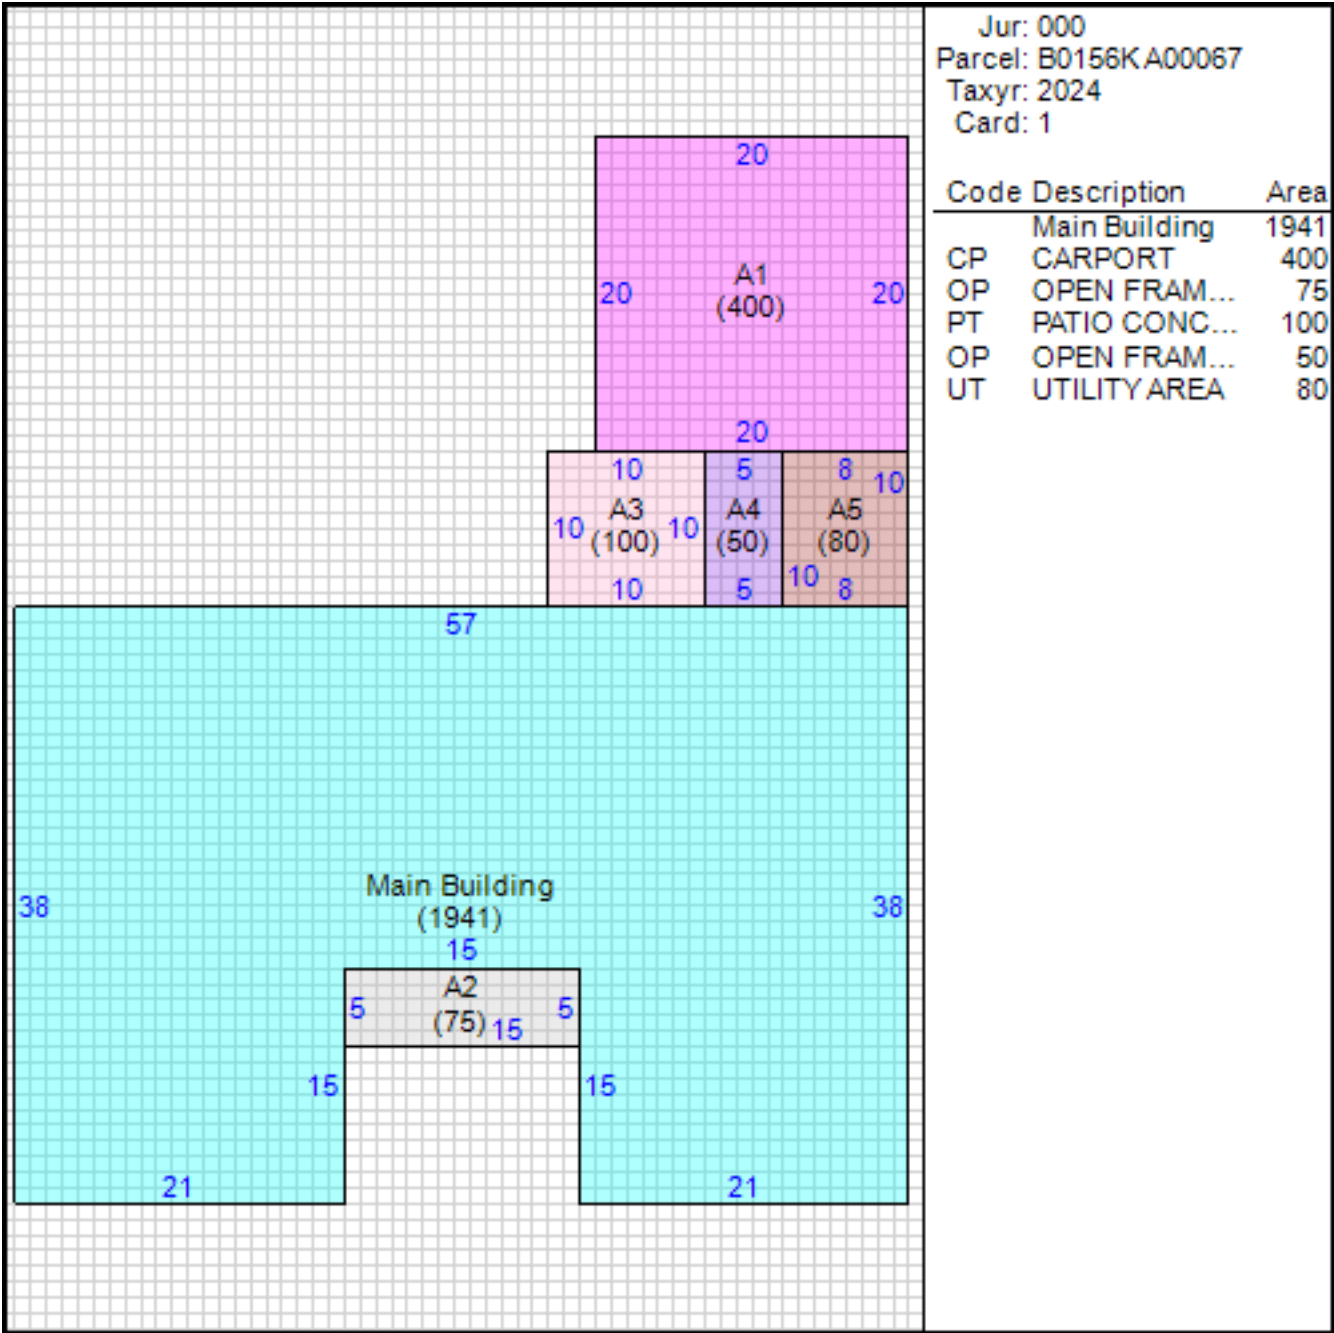 Jur: 000
Parcel: B0156KA00067
Taxyr: 2024
Card: 1
Code Description Area
Main Building 1941
CP CARPORT 400
OP OPEN FRAM... 75
PT PATIO CONC... 100
OP OPEN FRAM... 50
UT UTILITY AREA 80
20
A1
20 (400) 20
20
10 5 8 10
A3 A4 A5
10 (100) 10 (50) (80)
10 5 10 8
57
Main Building
38 (1941) 38
15
A2
5 (75) 15 5
15 15
21 21